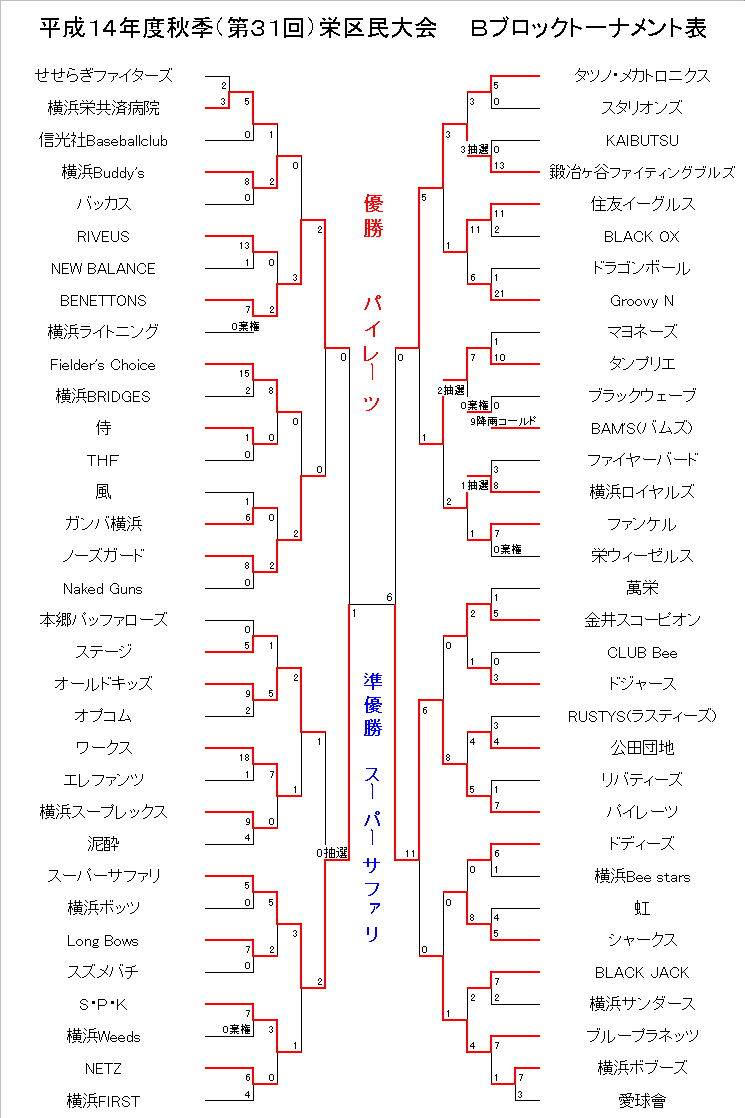 平成14年度秋季(第31回)栄区民大会 Bブロックトーナメント表
せせらぎファイターズ
2
横浜栄共済病院
3
5
信光社Baseballclub
0
1
横浜Buddy's
8
2
0
バッカス
0
RIVEUS
13
2
NEW BALANCE
1
0
3
BENETTONS
7
2
横浜ライトニング
0棄権
0
Fielder's Choice
15
横浜BRIDGES
2
8
侍
1
0
0
THF
0
0
風
1
ガンバ横浜
6
0
2
ノーズガード
8
2
Naked Guns
0
本郷バッファローズ
0
ステージ
5
1
オールドキッズ
9
5
2
オプコム
2
ワークス
18
1
エレファンツ
1
7
1
横浜スープレックス
9
0
泥酔
4
0抽選
スーパーサファリ
5
横浜ボッツ
0
5
Long Bows
7
2
3
スズメバチ
0
2
S・P・K
7
横浜Weeds
0棄権
3
1
NETZ
6
0
横浜FIRST
4
1
6
優勝 パイレーツ
準優勝 スーパーサファリ
タツノ・メカトロニクス
5
スタリオンズ
0
3
KAIBUTSU
0
3抽選
3
鍛冶ヶ谷ファイティングブルズ
13
住友イーグルス
11
5
BLACK OX
2
11
1
ドラゴンボール
1
6
Groovy N
21
マヨネーズ
1
0
タンプリエ
10
7
ブラックウェーブ
0
0棄権
2抽選
BAM'S(バムズ)
9降雨コールド
1
ファイヤーバード
3
横浜ロイヤルズ
8
1抽選
2
ファンケル
7
1
栄ウィーゼルス
0棄権
萬栄
1
金井スコーピオン
5
2
CLUB Bee
0
0
ドジャース
3
1
RUSTYS(ラスティーズ)
3
6
公田団地
4
4
8
リバティーズ
1
5
パイレーツ
7
ドディーズ
6
11
横浜Bee stars
1
0
虹
4
8
0
シャークス
5
BLACK JACK
7
0
横浜サンダース
2
2
1
ブループラネッツ
7
4
横浜ボブーズ
7
1
愛球會
3